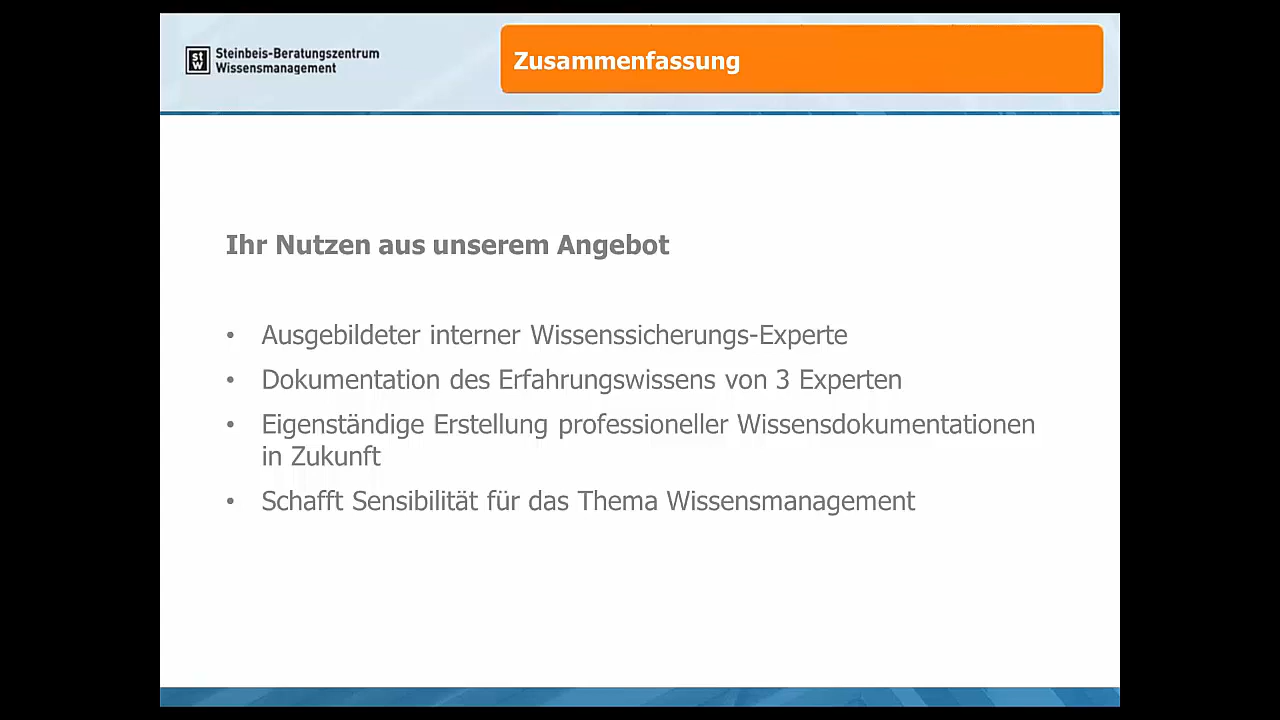 stw
Steinbeis-Beratungszentrum
Wissensmanagement
Zusammenfassung
Ihr Nutzen aus unserem Angebot
• Ausgebildeter interner Wissenssicherungs-Experte
• Dokumentation des Erfahrungswissens von 3 Experten
• Eigenständige Erstellung professioneller Wissensdokumentationen
in Zukunft
• Schafft Sensibilität für das Thema Wissensmanagement